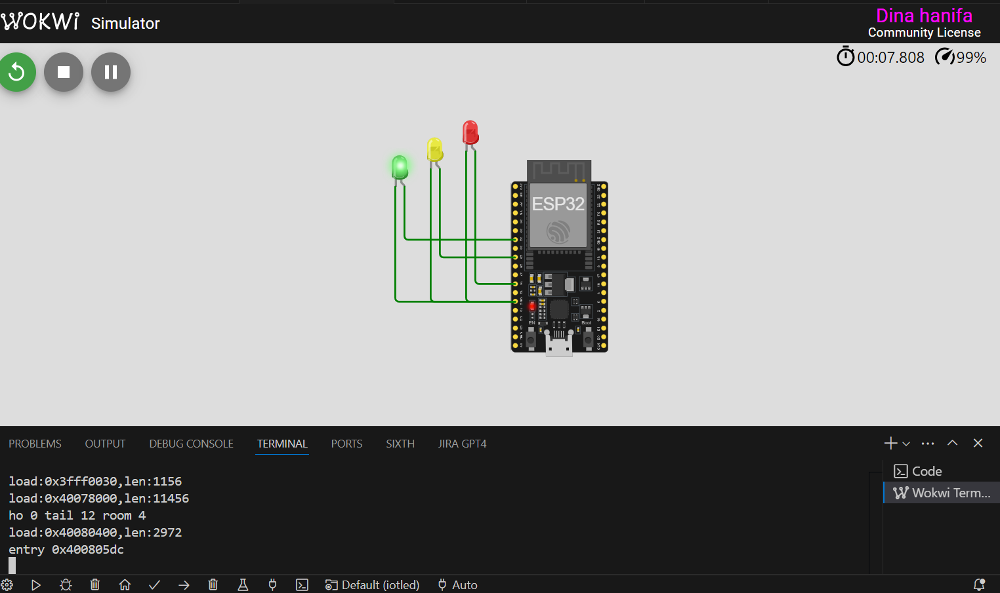 WOKWi Simulator
Dina hanifa
Community License
00:07.808 99%
ESP32
EN
Boot
PROBLEMS OUTPUT DEBUG CONSOLE TERMINAL PORTS SIXTH JIRA GPT4
load:0x3fff0030,len:1156
load:0x40078000,len:11456
ho 0 tail 12 room 4
load:0x40080400,len:2972
entry 0x400805dc
Code
Wokwi Term...
Default (iotled) Auto